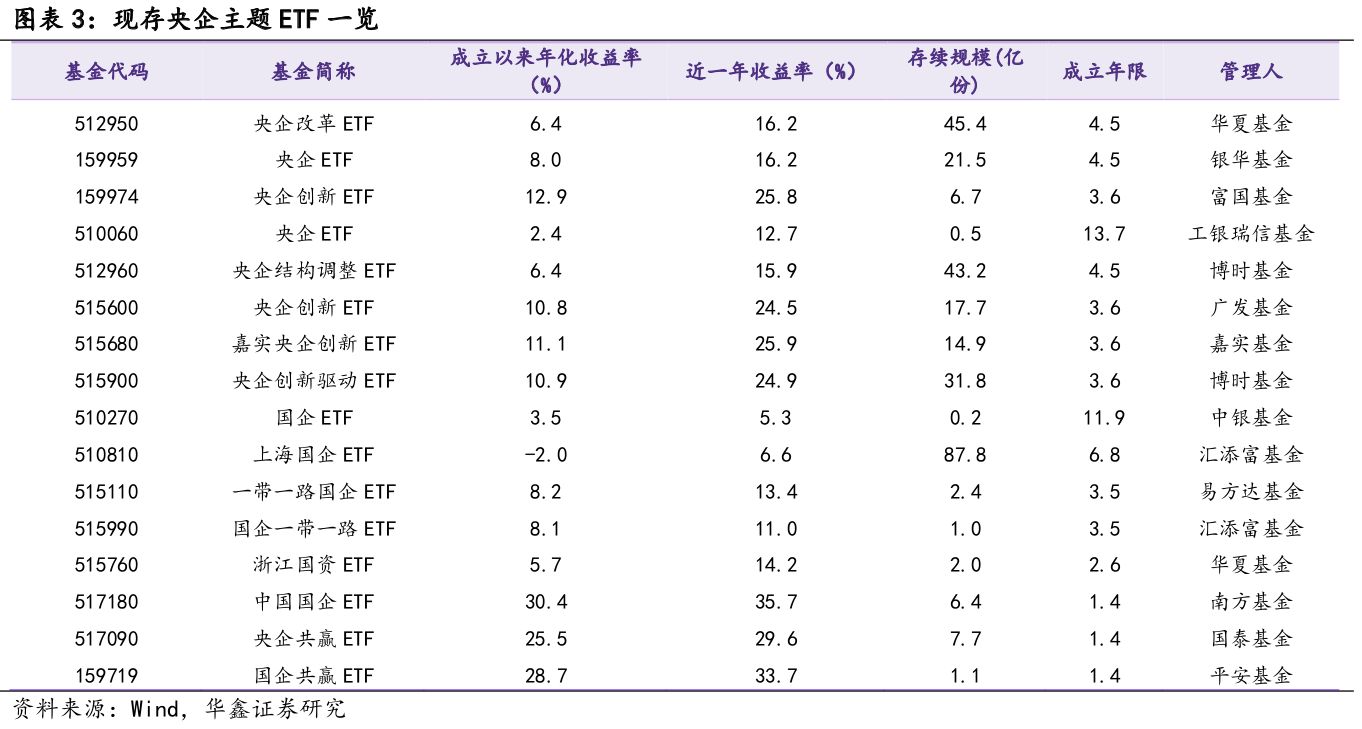 图表 3：现存央企主题 ETF 一览
基金代码 基金简称 成立以来年化收益率（%） 近一年收益率（%） 存续规模(亿份) 成立年限 管理人
512950 央企改革 ETF 6.4 16.2 45.4 4.5 华夏基金
159959 央企 ETF 8.0 16.2 21.5 4.5 银华基金
159974 央企创新 ETF 12.9 25.8 6.7 3.6 富国基金
510060 央企 ETF 2.4 12.7 0.5 13.7 工银瑞信基金
512960 央企结构调整 ETF 6.4 15.9 43.2 4.5 博时基金
515600 央企创新 ETF 10.8 24.5 17.7 3.6 广发基金
515680 嘉实央企创新 ETF 11.1 25.9 14.9 3.6 嘉实基金
515900 央企创新驱动 ETF 10.9 24.9 31.8 3.6 博时基金
510270 国企 ETF 3.5 5.3 0.2 11.9 中银基金
510810 上海国企 ETF -2.0 6.6 87.8 6.8 汇添富基金
515110 一带一路国企 ETF 8.2 13.4 2.4 3.5 易方达基金
515990 国企一带一路 ETF 8.1 11.0 1.0 3.5 汇添富基金
515760 浙江国资 ETF 5.7 14.2 2.0 2.6 华夏基金
517180 中国国企 ETF 30.4 35.7 6.4 1.4 南方基金
517090 央企共赢 ETF 25.5 29.6 7.7 1.4 国泰基金
159719 国企共赢 ETF 28.7 33.7 1.1 1.4 平安基金
资料来源：Wind，华鑫证券研究